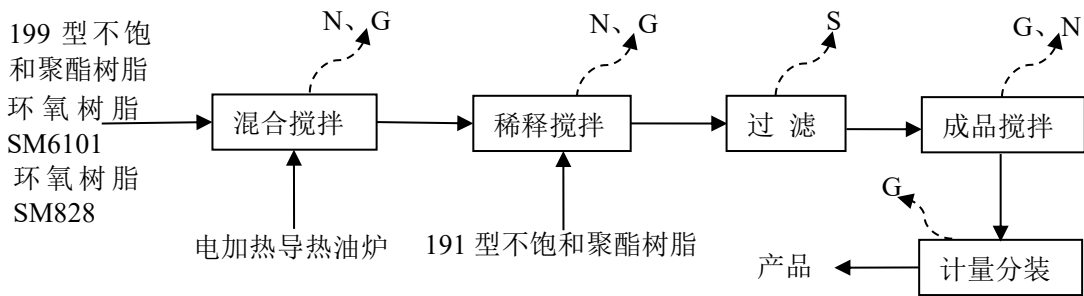 N、G
N、G
S
G、N
199 型不饱
和聚酯树脂
环氧树脂
SM6101
环氧树脂
SM828
混合搅拌
稀释搅拌
过 滤
成品搅拌
G
电加热导热油炉
191 型不饱和聚酯树脂
产品
计量分装